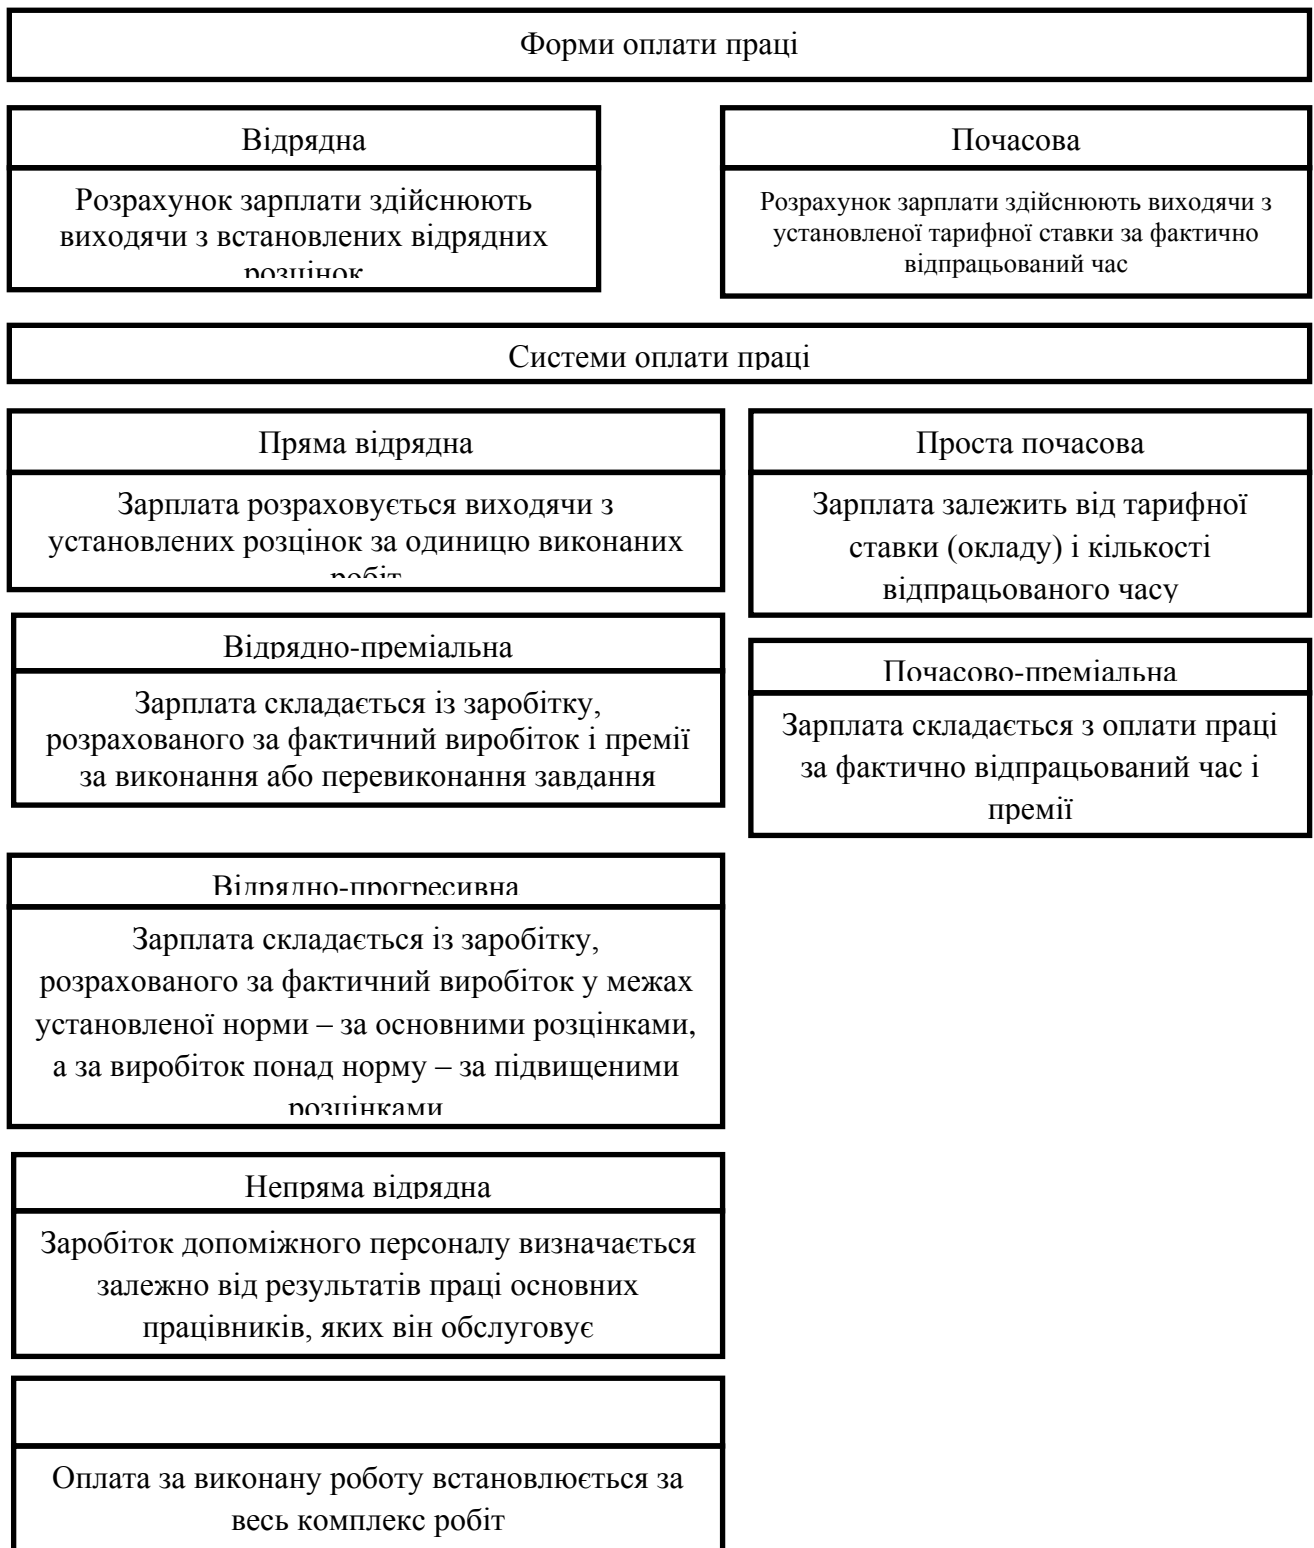 Форми оплати праці
Відрядна
Розрахунок зарплати здійснюють
виходячи з встановлених відрядних
розцінок
Почасова
Розрахунок зарплати здійснюють виходячи з
установленої тарифної ставки за фактично
відпрацьований час
Системи оплати праці
Пряма відрядна
Зарплата розраховується виходячи з
установлених розцінок за одиницю виконаних
робіт
Проста почасова
Зарплата залежить від тарифної
ставки (окладу) і кількості
відпрацьованого часу
Відрядно-преміальна
Зарплата складається із заробітку,
розрахованого за фактичний виробіток і премії
за виконання або перевиконання завдання
Почасово-преміальна
Зарплата складається з оплати праці
за фактично відпрацьований час і
премії
Відрядно-прогресивна
Зарплата складається із заробітку,
розрахованого за фактичний виробіток у межах
установленої норми – за основними розцінками,
а за виробіток понад норму – за підвищеними
розцінками
Непряма відрядна
Заробіток допоміжного персоналу визначається
залежно від результатів праці основних
працівників, яких він обслуговує
Оплата за виконану роботу встановлюється за
весь комплекс робіт